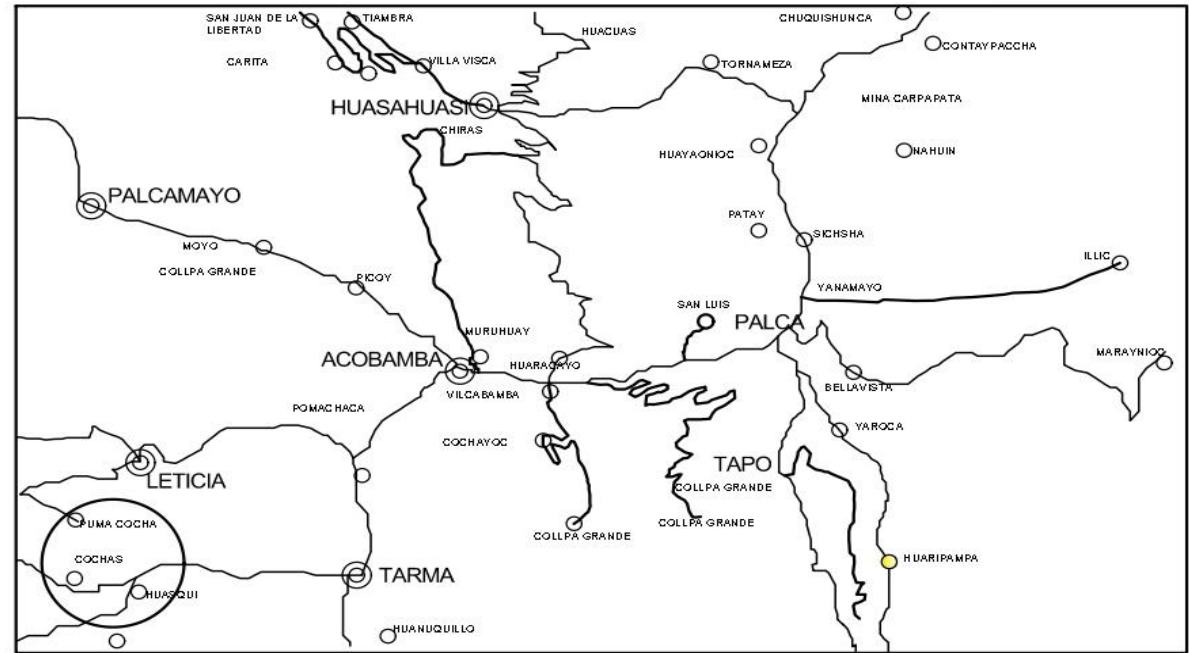 SAN JUAN DE LA
LIBERTAD
TIAMBRA
HUACUAS
CHUQUISHUNCA
CONTAYPACCHA
CARITA
VILLA VISCA
TORNAMEZA
MINA CARPAPATA
HUASAHUASI
CHIRAS
HUAYAONIOC
NAHUIN
PALCAMAYO
PATAY
SICHSHA
MOYO
COLLPA GRANDE
PICOY
ILLIC
YANAMAYO
SAN LUIS
PALCA
MURUHUAY
ACOBAMBA
HUARACAYO
MARAYNIOC
BELLAVISTA
VILCABAMBA
POMACHACA
COCHAYOC
YAROCA
TAPO
LETICIA
COLLPA GRANDE
PUMA COCHA
COLLPA GRANDE
COLLPA GRANDE
COCHAS
HUARIPAMPA
TARMA
HUASQUI
HUANUQUILLO